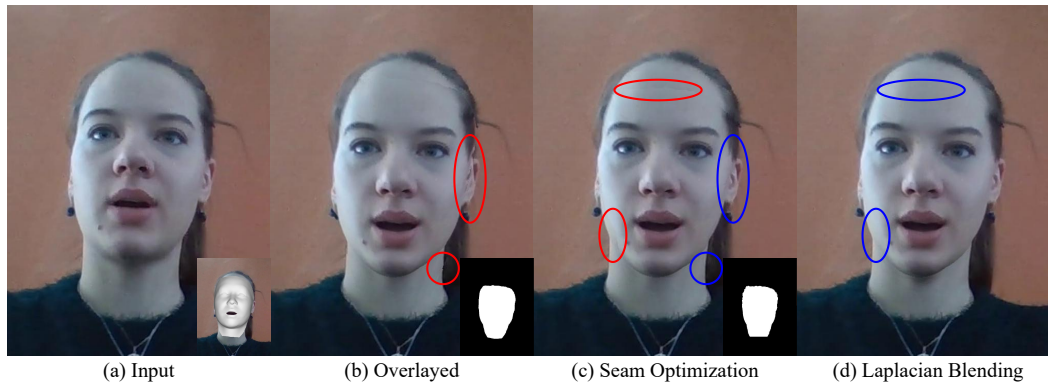 (a) Input
(b) Overlayed
(c) Seam Optimization
(d) Laplacian Blending